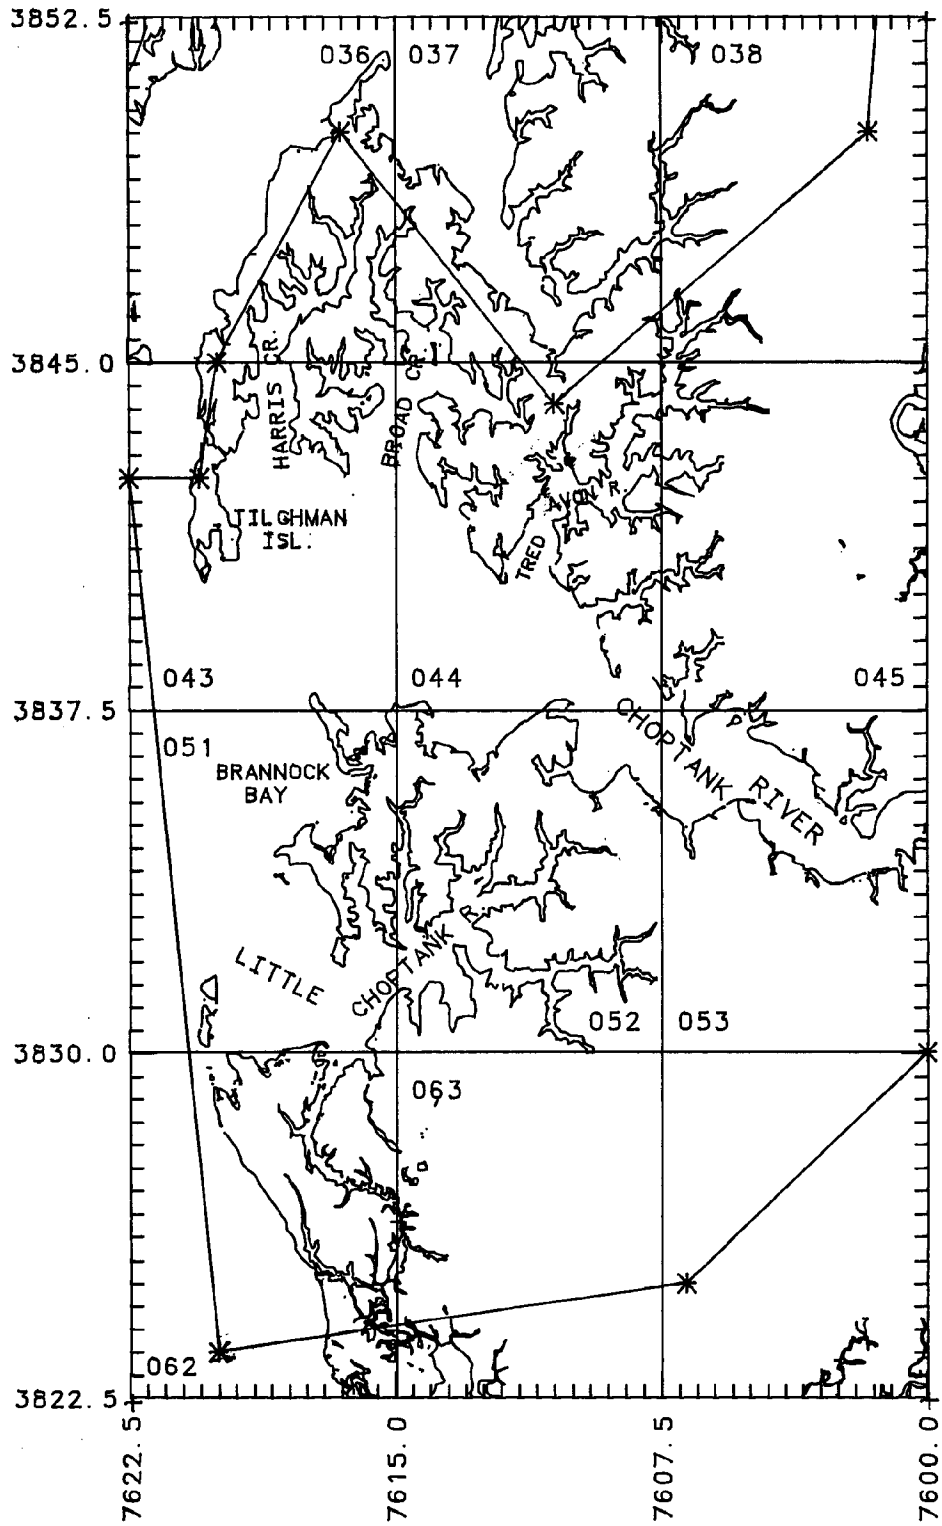 3852.5
036
037
038
3845.0
HARRIS CR.
BROAD CR.
TILGHMAN
ISL.
TRED AVON R.
043
044
045
3837.5
051
CHOPTANK RIVER
BRANNOCK
BAY
LITTLE CHOPTANK R.
052
053
3830.0
063
062
3822.5
7622.5
7615.0
7607.5
7600.0